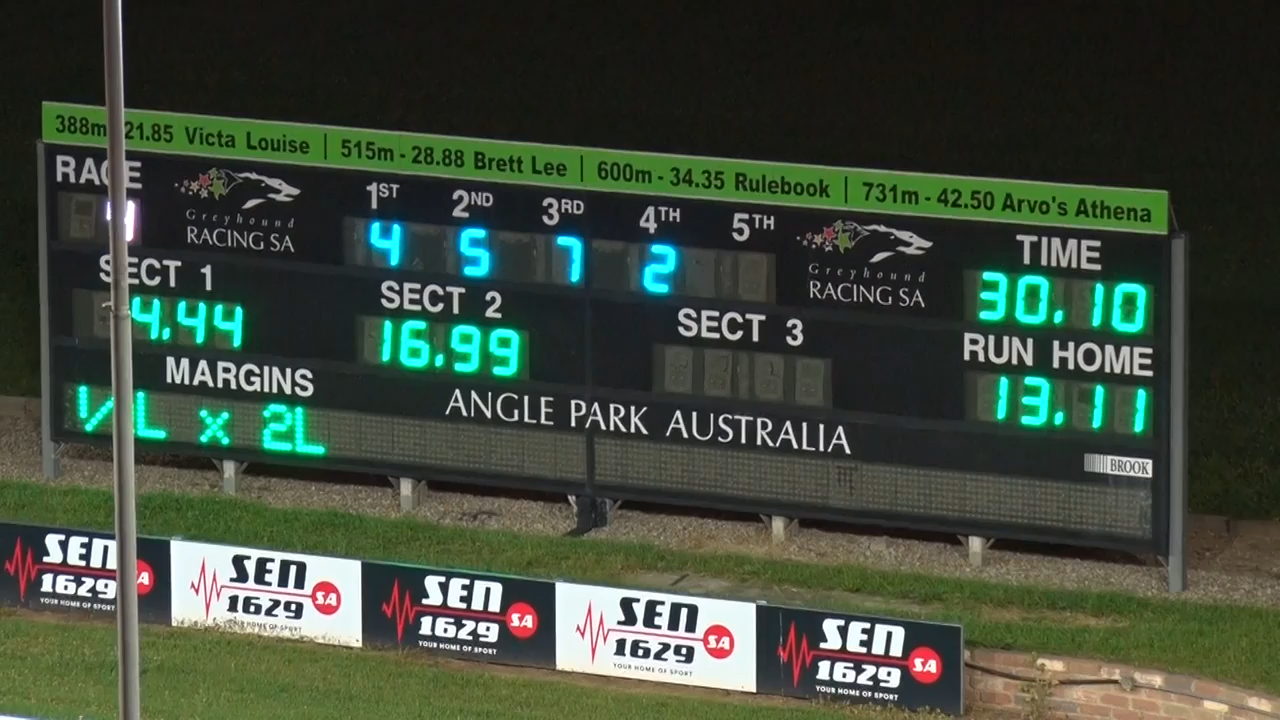 388m 21.85 Victa Louise | 515m - 28.88 Brett Lee | 600m - 34.35 Rulebook | 731m - 42.50 Arvo's Athena
RACE
Greyhound
RACING SA
1ST 2ND 3RD 4TH 5TH
4 5 7 2
Greyhound
RACING SA
TIME
30.10
SECT 1
4.44
SECT 2
16.99
SECT 3
RUN HOME
13.11
MARGINS
L x 2L
ANGLE PARK AUSTRALIA
BROOK
SEN
1629 SA
YOUR HOME OF SPORT
SEN
1629 SA
YOUR HOME OF SPORT
SEN
1629 SA
YOUR HOME OF SPORT
SEN
1629 SA
YOUR HOME OF SPORT
SEN
1629 SA
YOUR HOME OF SPORT